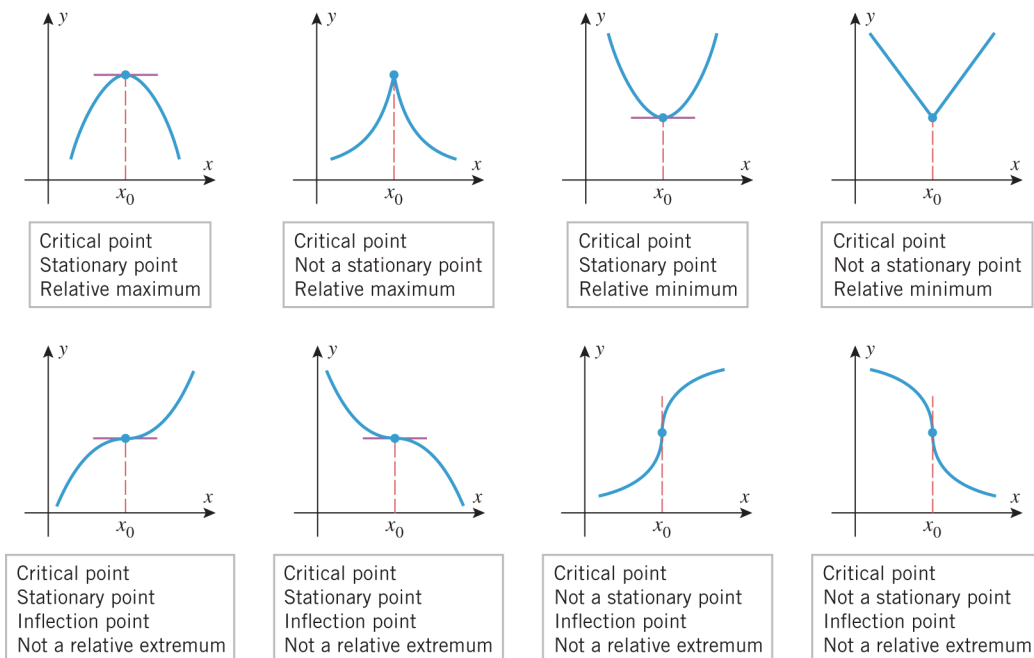 y
x
x₀
Critical point
Stationary point
Relative maximum
y
x
x₀
Critical point
Not a stationary point
Relative maximum
y
x
x₀
Critical point
Stationary point
Relative minimum
y
x
x₀
Critical point
Not a stationary point
Relative minimum
y
x
x₀
Critical point
Stationary point
Inflection point
Not a relative extremum
y
x
x₀
Critical point
Stationary point
Inflection point
Not a relative extremum
y
x
x₀
Critical point
Not a stationary point
Inflection point
Not a relative extremum
y
x
x₀
Critical point
Not a stationary point
Inflection point
Not a relative extremum